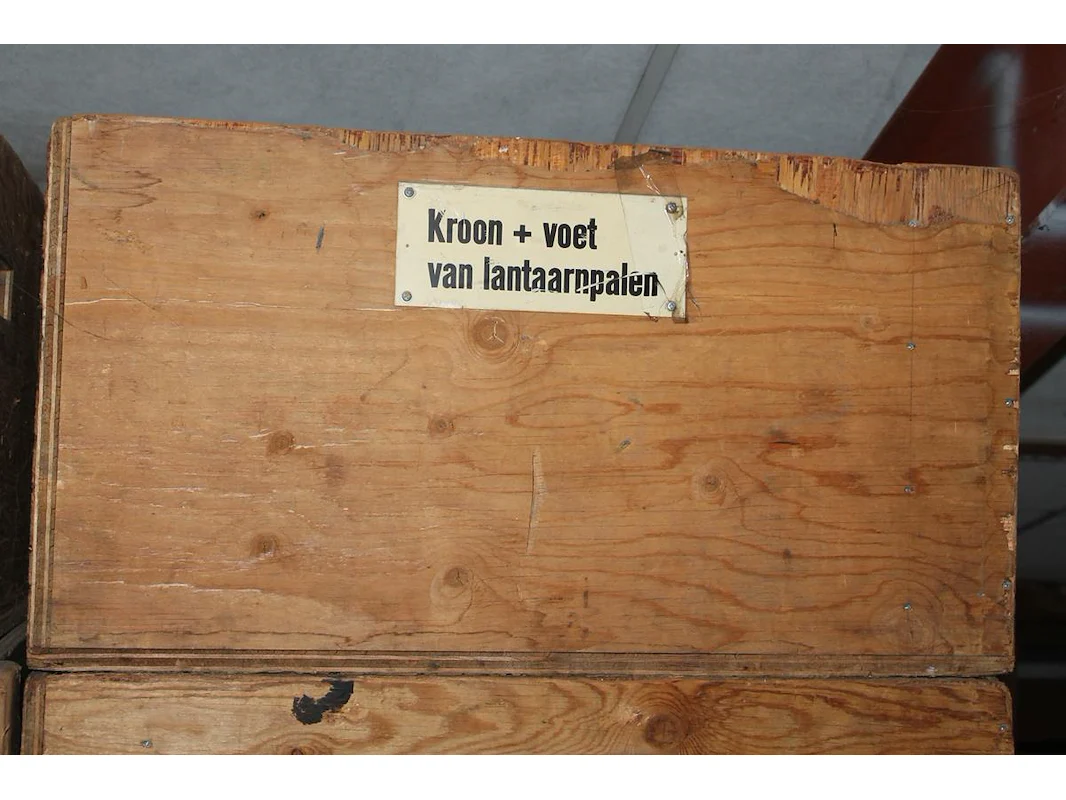 Kroon + voet
van lantaarnpalen